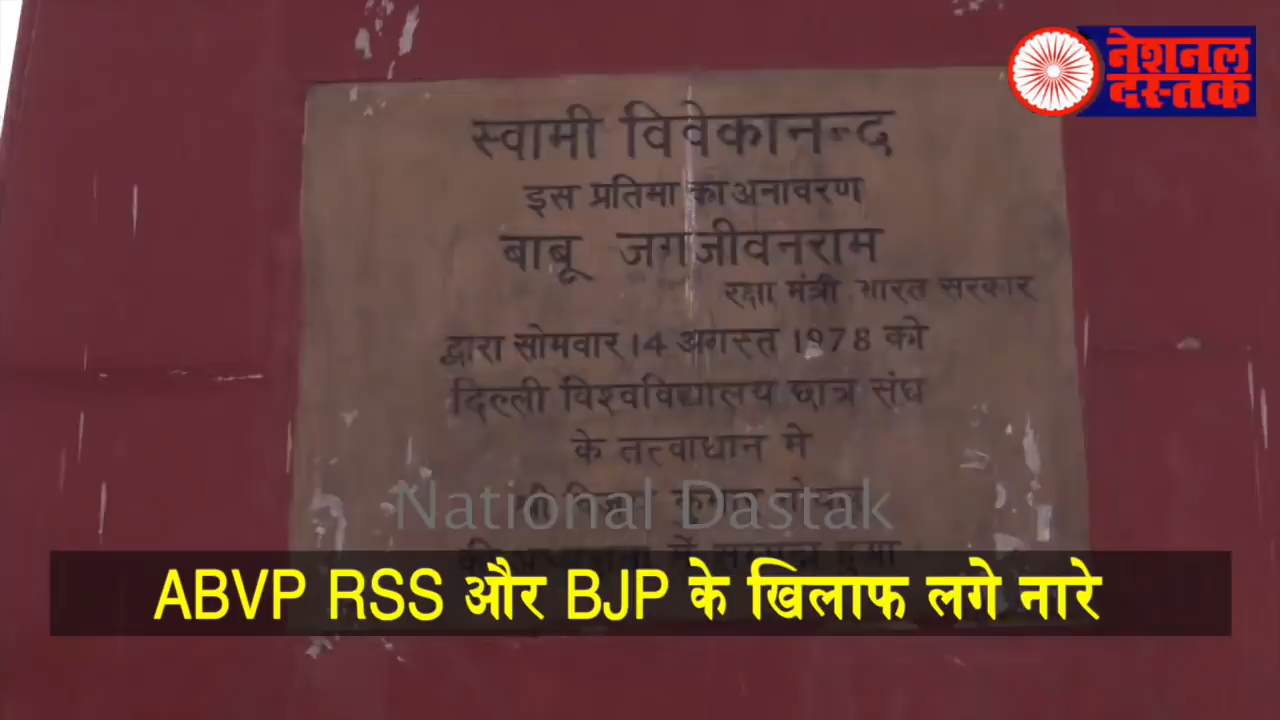 नेशनल
दस्तक
स्वामी विवेकानन्द
इस प्रतिमा का अनावरण
बाबू जगजीवनराम
रक्षा मंत्री भारत सरकार
द्वारा सोमवार 14 अगस्त 1978 को
दिल्ली विश्वविद्यालय छात्र संघ
के तत्वाधान मे
National Dastak
कुमार
में
ABVP RSS और BJP के खिलाफ लगे नारे